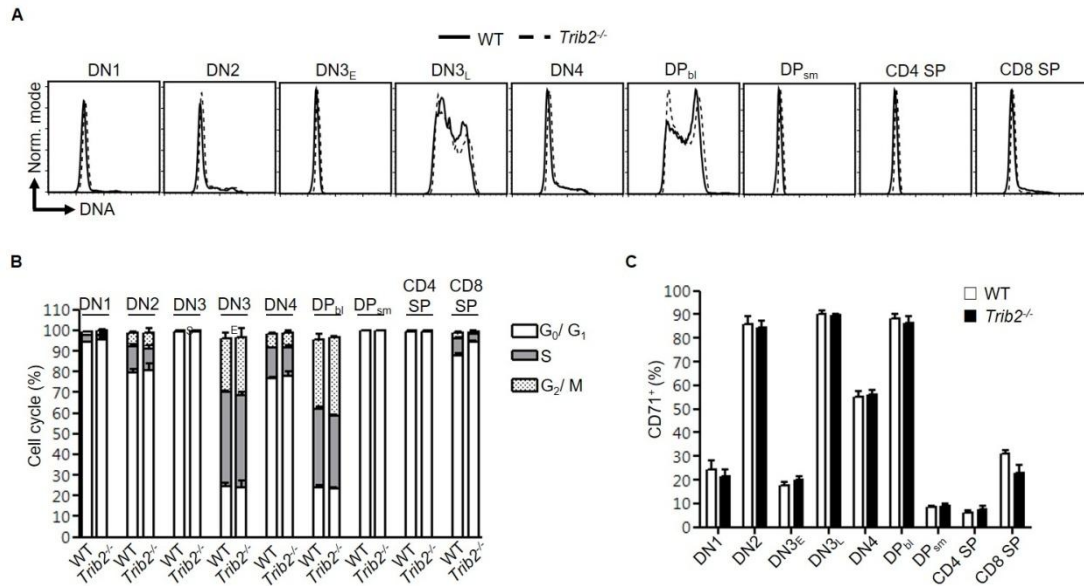 A
WT Trib2-/-
DN1 DN2 DN3E DN3L DN4 DPbl DPsm CD4 SP CD8 SP
Norm. mode
DNA
B
CD4 CD8
DN1 DN2 DN3 DN3 DN4 DPbl DPsm SP SP
S E
Cell cycle (%)
110
100
90
80
70
60
50
40
30
20
10
0
WT Trib2-/- WT Trib2-/- WT Trib2-/- WT Trib2-/- WT Trib2-/- WT Trib2-/- WT Trib2-/- WT Trib2-/- WT Trib2-/-
G0/ G1
S
G2/ M
C
WT
Trib2-/-
CD71+ (%)
100
90
80
70
60
50
40
30
20
10
0
DN1 DN2 DN3E DN3L DN4 DPbl DPsm CD4 SP CD8 SP